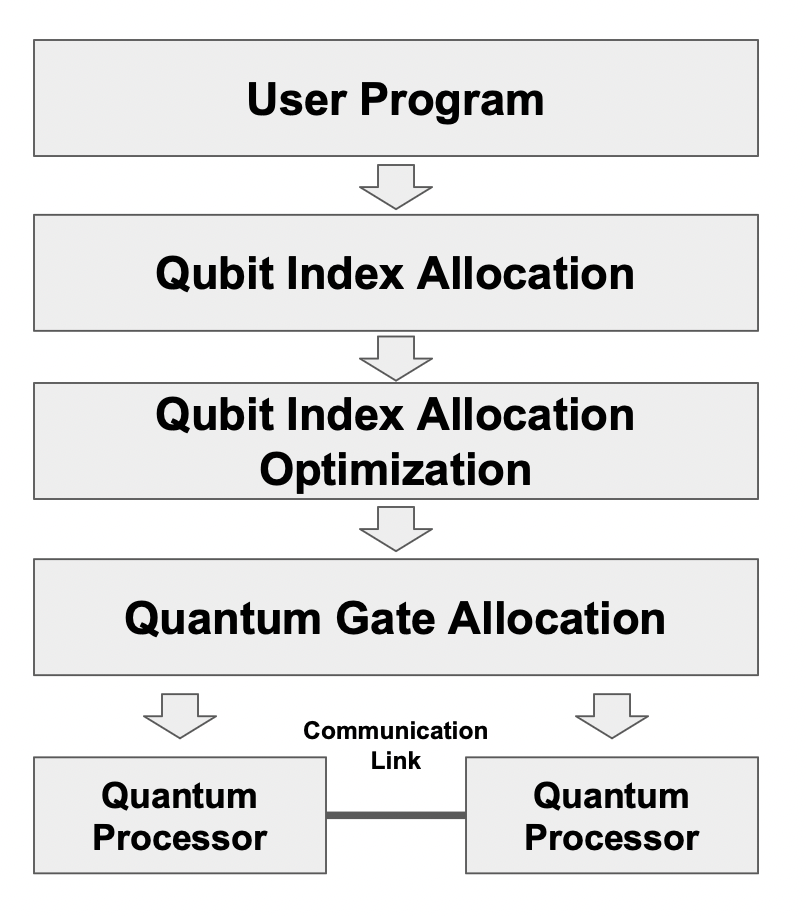 User Program
Qubit Index Allocation
Qubit Index Allocation
Optimization
Quantum Gate Allocation
Communication
Link
Quantum
Processor
Quantum
Processor